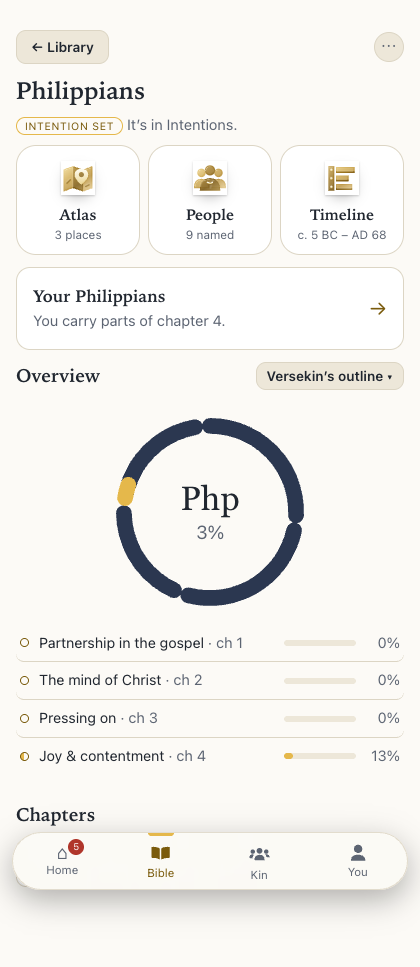 ← Library
...
Philippians
INTENTION SET It's in Intentions.
Atlas
3 places
People
9 named
Timeline
c. 5 BC – AD 68
Your Philippians
You carry parts of chapter 4.
→
Overview
Versekin's outline ▾
Php
3%
Partnership in the gospel · ch 1 0%
The mind of Christ · ch 2 0%
Pressing on · ch 3 0%
Joy & contentment · ch 4 13%
Chapters
5
Home
Bible
Kin
You